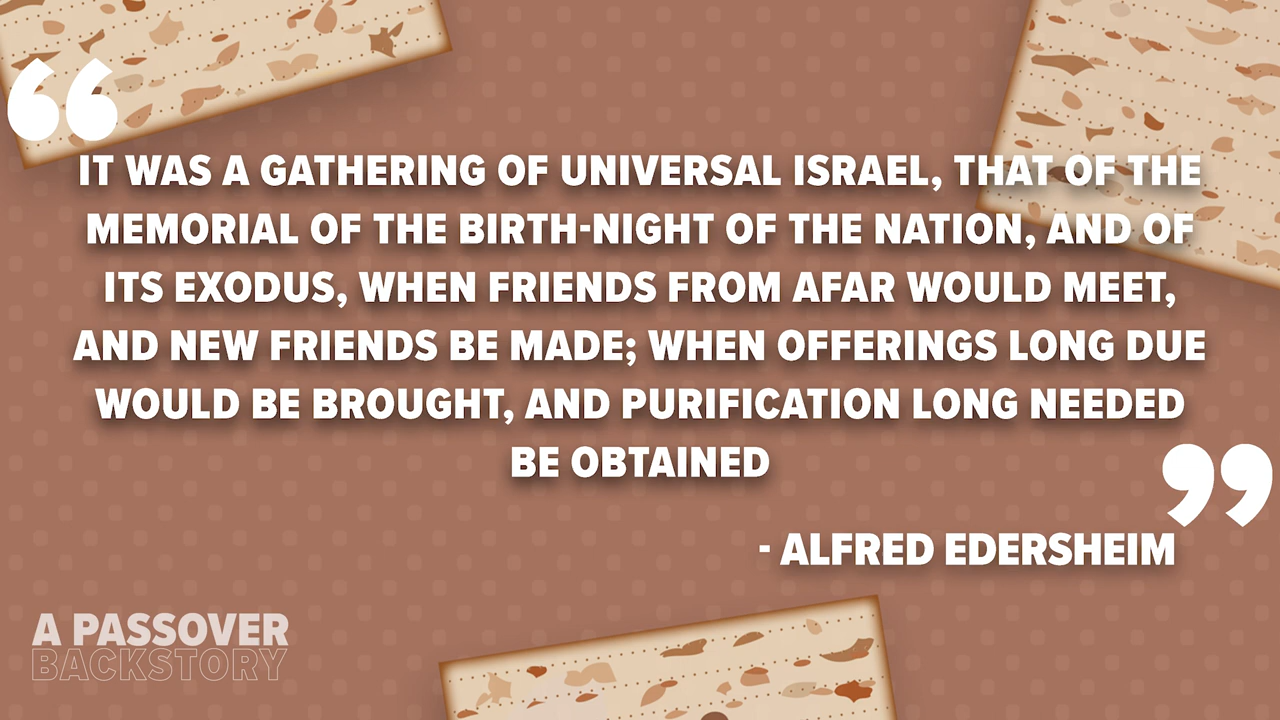 “
IT WAS A GATHERING OF UNIVERSAL ISRAEL, THAT OF THE
MEMORIAL OF THE BIRTH-NIGHT OF THE NATION, AND OF
ITS EXODUS, WHEN FRIENDS FROM AFAR WOULD MEET,
AND NEW FRIENDS BE MADE; WHEN OFFERINGS LONG DUE
WOULD BE BROUGHT, AND PURIFICATION LONG NEEDED
BE OBTAINED
”
- ALFRED EDERSHEIM
A PASSOVER
BACKSTORY